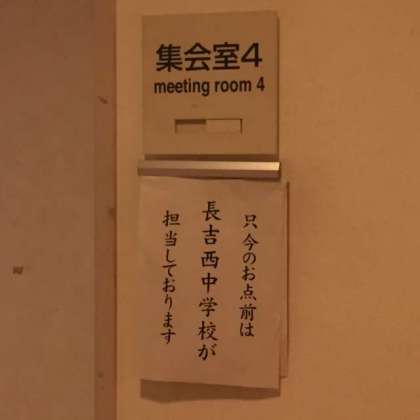 集会室4
meeting room 4
只今のお点前は
長吉西中学校が
担当しております